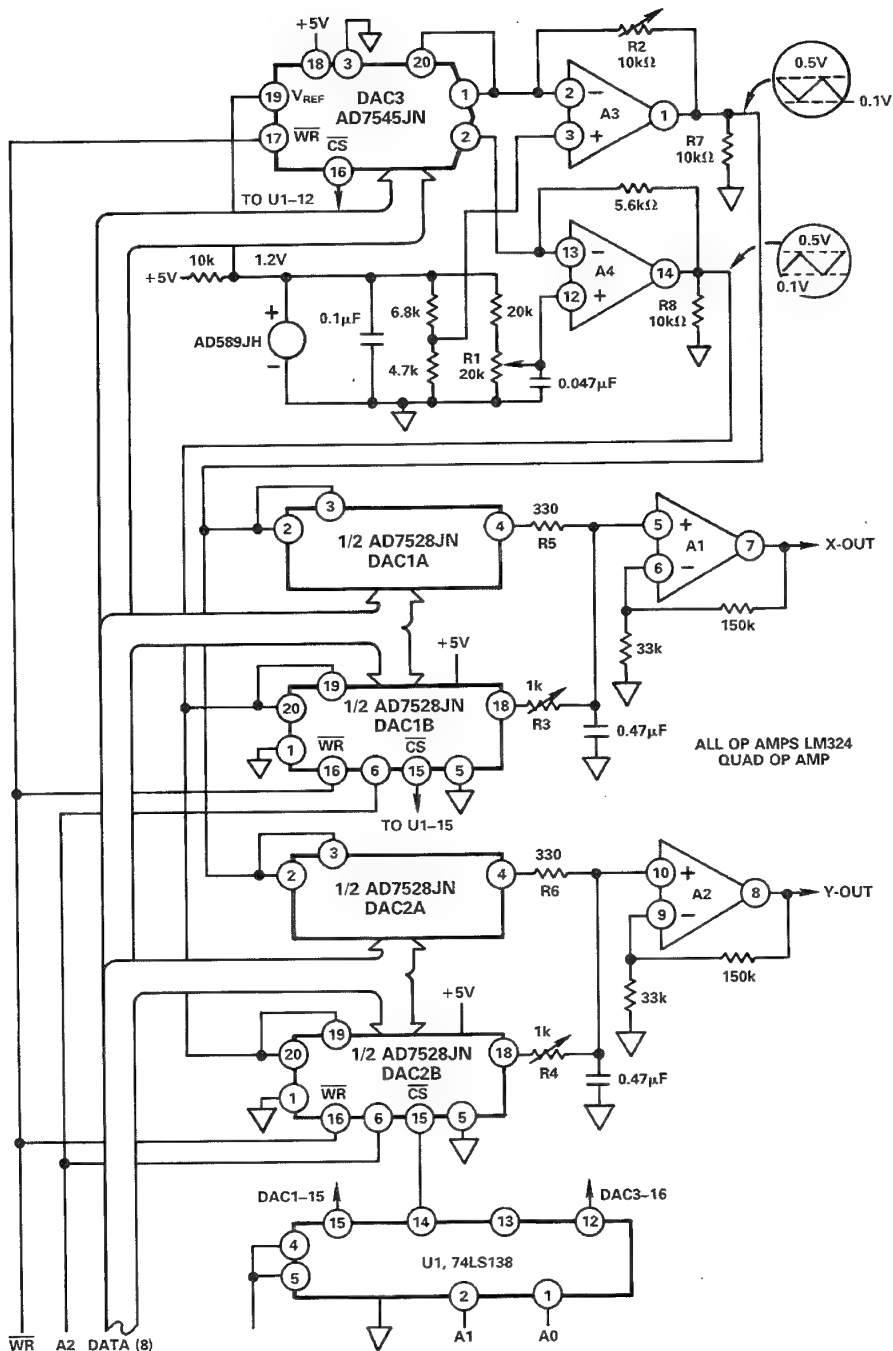 +5V
18
3
20
19
VREF
DAC3
AD7545JN
1
17
WR
CS
2
16
TO U1–12
R2
10kΩ
2
–
A3
3
+
1
0.5V
0.1V
R7
10kΩ
5.6kΩ
13
–
A4
12
+
14
0.5V
0.1V
R8
10kΩ
10k
1.2V
+5V
+
AD589JH
–
0.1μF
6.8k
4.7k
20k
R1
20k
0.047μF
3
2
4
1/2 AD7528JN
DAC1A
330
R5
5
+
A1
6
–
7
X-OUT
150k
33k
+5V
19
20
1/2 AD7528JN
DAC1B
18
1k
R3
0.47μF
1
WR
CS
16
6
15
5
TO U1–15
ALL OP AMPS LM324
QUAD OP AMP
3
2
4
1/2 AD7528JN
DAC2A
330
R6
10
+
A2
9
–
8
Y-OUT
150k
33k
+5V
19
20
1/2 AD7528JN
DAC2B
18
1k
R4
0.47μF
1
WR
CS
16
6
15
5
DAC1–15
DAC3–16
15
14
13
12
4
5
U1, 74LS138
2
1
A1
A0
WR
A2
DATA (8)